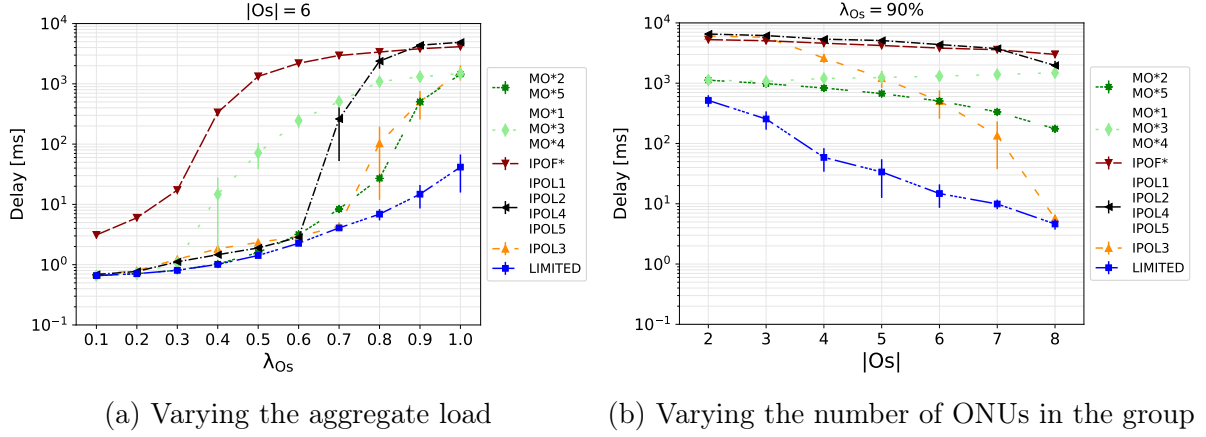 |Os| = 6
Delay [ms]
10⁴
10³
10²
10¹
10⁰
10⁻¹
0.1 0.2 0.3 0.4 0.5 0.6 0.7 0.8 0.9 1.0
λOs
MO*2
MO*5
MO*1
MO*3
MO*4
IPOF*
IPOL1
IPOL2
IPOL4
IPOL5
IPOL3
LIMITED
(a) Varying the aggregate load
λOs = 90%
Delay [ms]
10⁴
10³
10²
10¹
10⁰
10⁻¹
2 3 4 5 6 7 8
|Os|
MO*2
MO*5
MO*1
MO*3
MO*4
IPOF*
IPOL1
IPOL2
IPOL4
IPOL5
IPOL3
LIMITED
(b) Varying the number of ONUs in the group